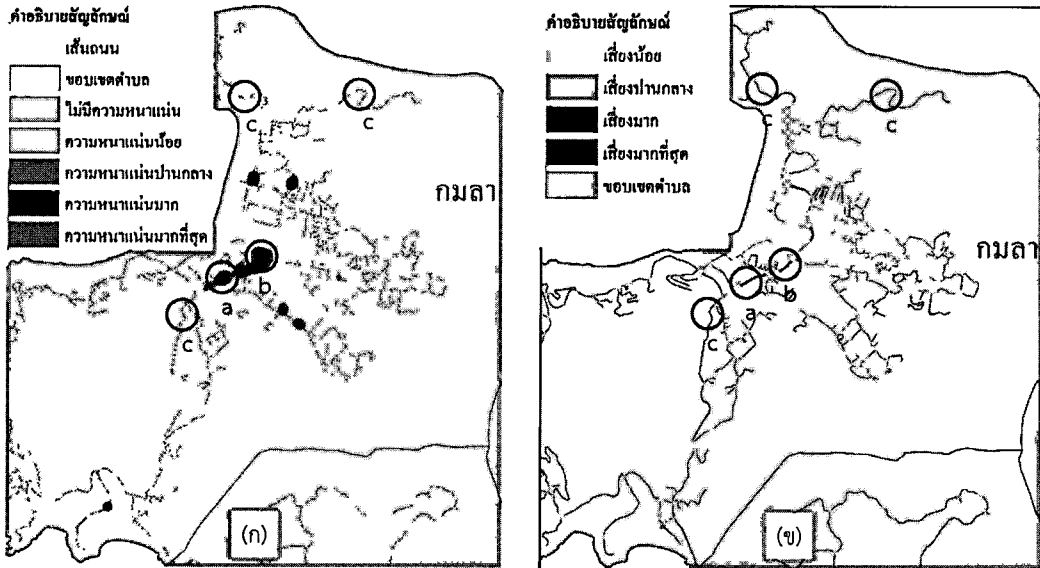 คำอธิบายสัญลักษณ์
เส้นถนน
ขอบเขตตำบล
ไม่มีความหนาแน่น
ความหนาแน่นน้อย
ความหนาแน่นปานกลาง
ความหนาแน่นมาก
ความหนาแน่นมากที่สุด
c
c
กมลา
b
a
c
(ก)
คำอธิบายสัญลักษณ์
เสี่ยงน้อย
เสี่ยงปานกลาง
เสี่ยงมาก
เสี่ยงมากที่สุด
ขอบเขตตำบล
c
c
กมลา
b
a
c
(ข)